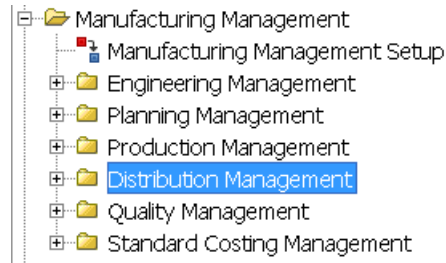 Manufacturing Management
Manufacturing Management Setup
Engineering Management
Planning Management
Production Management
Distribution Management
Quality Management
Standard Costing Management